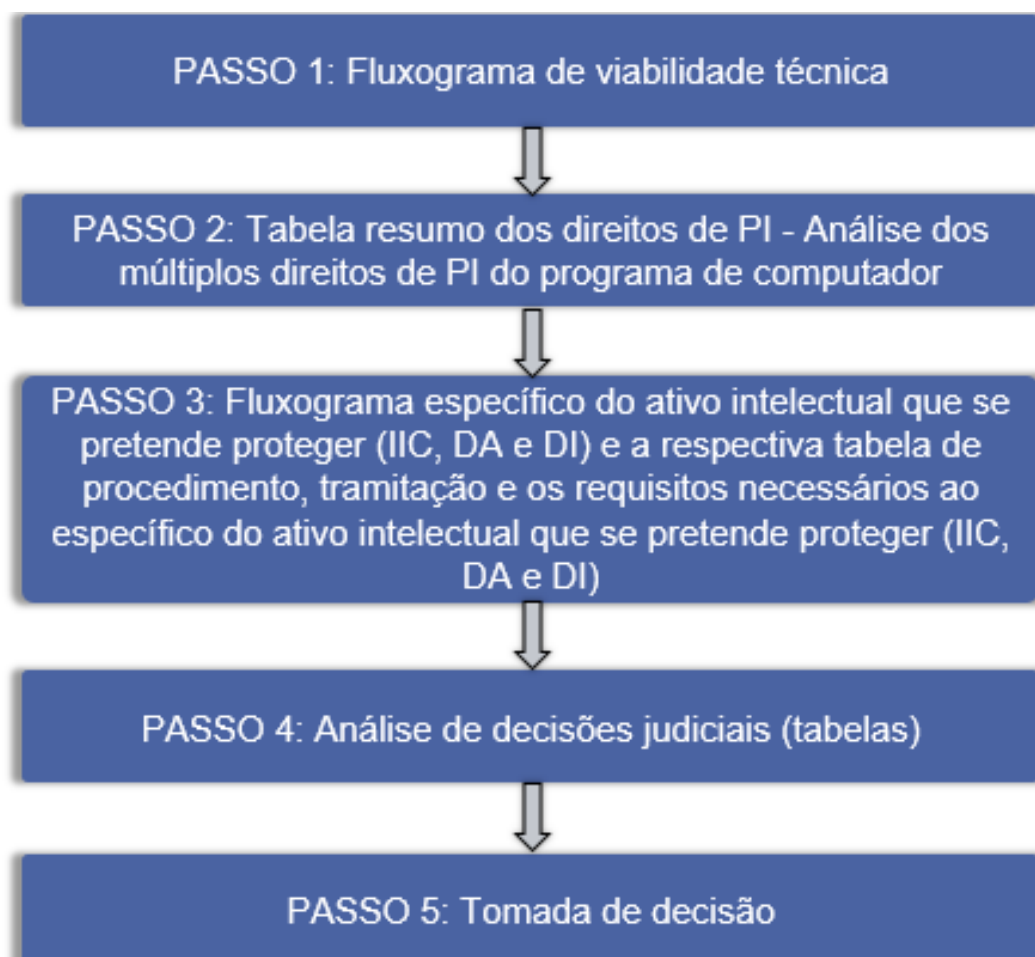 PASSO 1: Fluxograma de viabilidade técnica
PASSO 2: Tabela resumo dos direitos de PI - Análise dos
múltiplos direitos de PI do programa de computador
PASSO 3: Fluxograma específico do ativo intelectual que se
pretende proteger (IIC, DA e DI) e a respectiva tabela de
procedimento, tramitação e os requisitos necessários ao
específico do ativo intelectual que se pretende proteger (IIC,
DA e DI)
PASSO 4: Análise de decisões judiciais (tabelas)
PASSO 5: Tomada de decisão